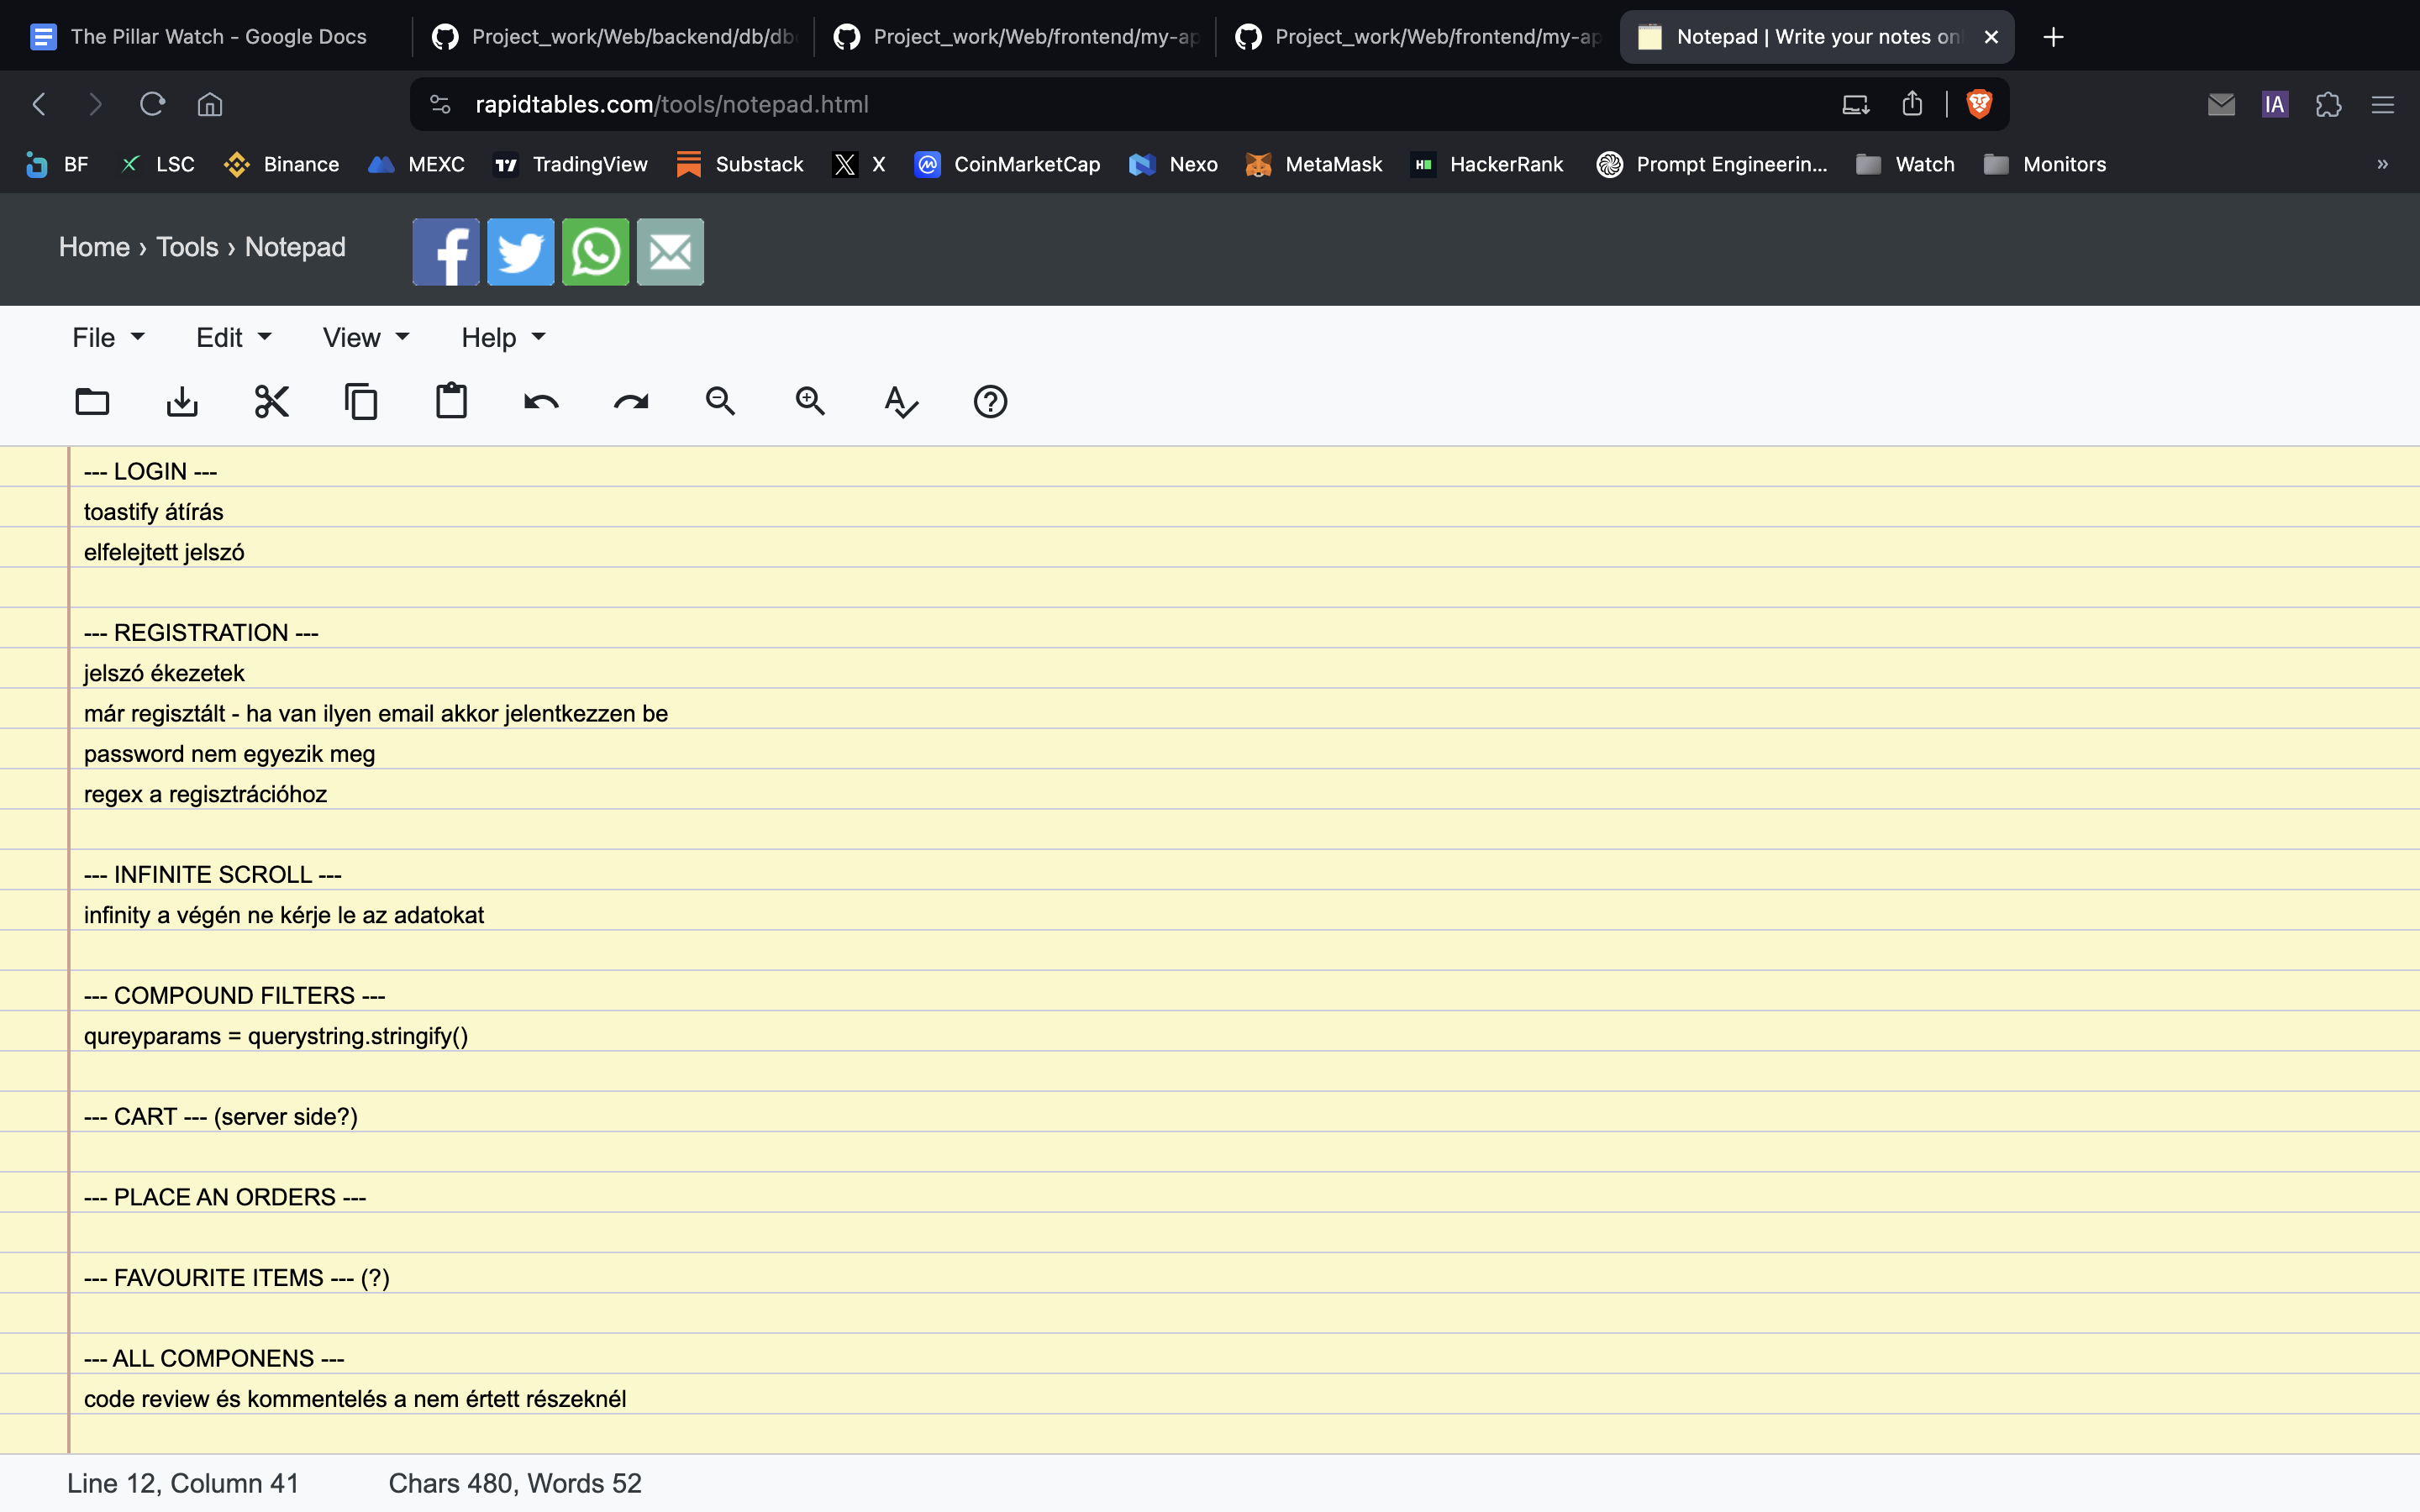 The Pillar Watch - Google Docs
Project_work/Web/backend/db/db
Project_work/Web/frontend/my-ap
Project_work/Web/frontend/my-ap
Notepad | Write your notes on
rapidtables.com/tools/notepad.html
IA
BF
LSC
Binance
MEXC
TradingView
Substack
X
CoinMarketCap
Nexo
MetaMask
HackerRank
Prompt Engineerin...
Watch
Monitors
»
Home › Tools › Notepad
File
Edit
View
Help
--- LOGIN ---
toastify átírás
elfelejtett jelszó
--- REGISTRATION ---
jelszó ékezetek
már regisztált - ha van ilyen email akkor jelentkezzen be
password nem egyezik meg
regex a regisztrációhoz
--- INFINITE SCROLL ---
infinity a végén ne kérje le az adatokat
--- COMPOUND FILTERS ---
qureyparams = querystring.stringify()
--- CART --- (server side?)
--- PLACE AN ORDERS ---
--- FAVOURITE ITEMS --- (?)
--- ALL COMPONENS ---
code review és kommentelés a nem értett részeknél
Line 12, Column 41
Chars 480, Words 52